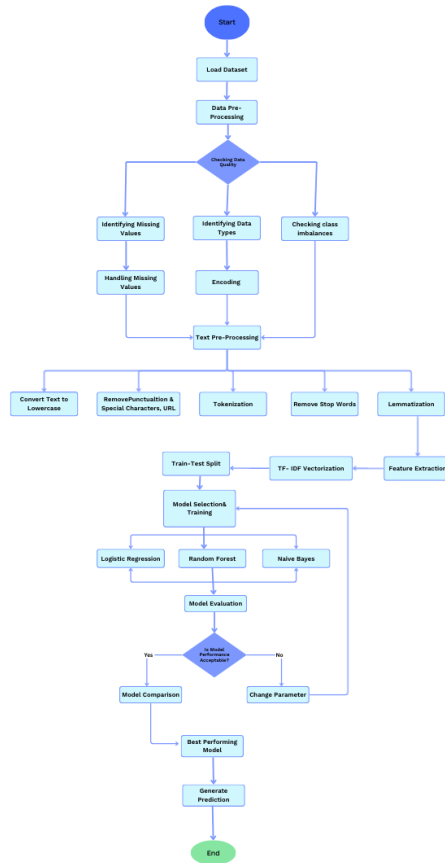 Start
Load Dataset
Data Pre-
Processing
Checking Data
Quality
Identifying Missing
Values
Identifying Data
Types
Checking class
imbalances
Handling Missing
Values
Encoding
Text Pre-Processing
Convert Text to
Lowercase
RemovePunctualtion &
Special Characters, URL
Tokenization
Remove Stop Words
Lemmatization
Train-Test Split
TF- IDF Vectorization
Feature Extraction
Model Selection&
Training
Logistic Regression
Random Forest
Naive Bayes
Model Evaluation
Is Model
Performance
Acceptable?
Yes
No
Model Comparison
Change Parameter
Best Performing
Model
Generate
Prediction
End